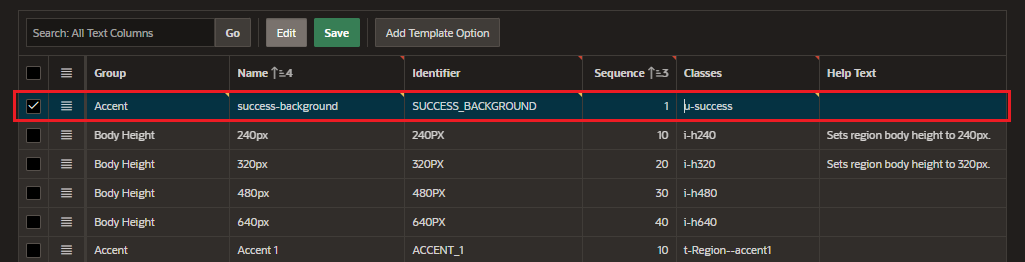 Search: All Text Columns Go Edit Save Add Template Option
Group Name 4 Identifier Sequence 3 Classes Help Text
Accent success-background SUCCESS_BACKGROUND 1 u-success
Body Height 240px 240PX 10 i-h240 Sets region body height to 240px.
Body Height 320px 320PX 20 i-h320 Sets region body height to 320px.
Body Height 480px 480PX 30 i-h480
Body Height 640px 640PX 40 i-h640
Accent Accent 1 ACCENT_1 10 t-Region--accent1